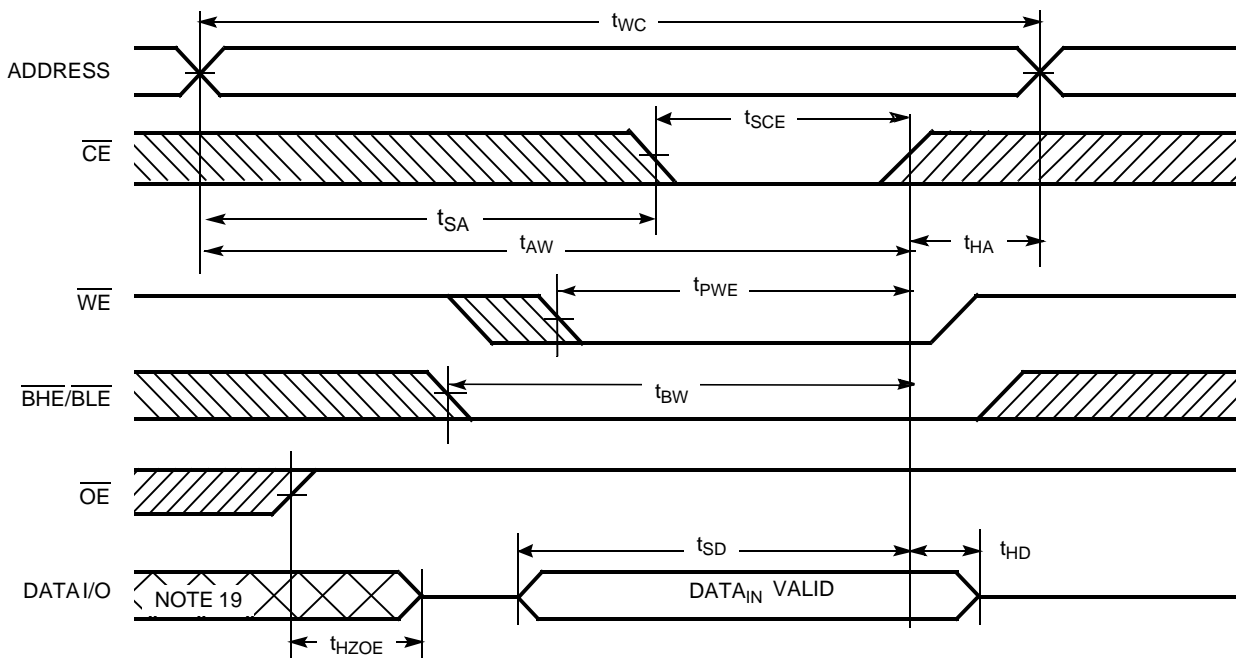 tWC
ADDRESS
tSCE
CE
tSA
tAW
tHA
WE
tPWE
BHE/BLE
tBW
OE
tSD
tHD
DATA I/O
NOTE 19
DATAIN VALID
tHZOE